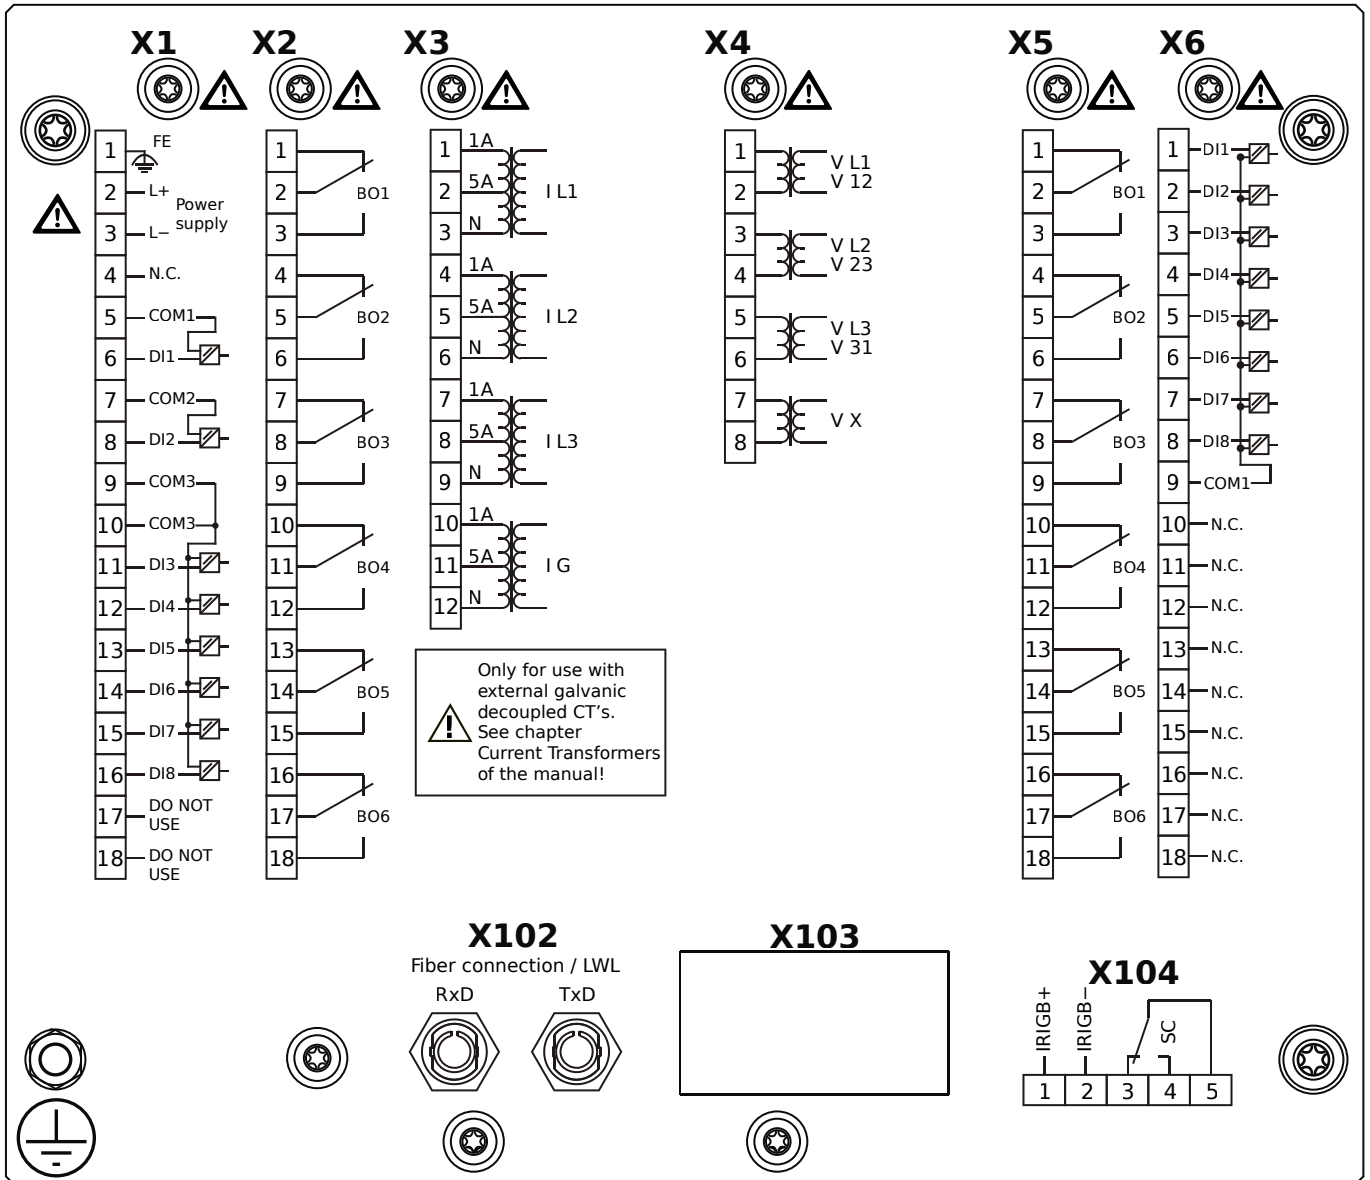 X1
X2
X3
X4
X5
X6
1 FE
2 L+
Power
supply
3 L−
4 N.C.
5 COM1
6 DI1
7 COM2
8 DI2
9 COM3
10 COM3
11 DI3
12 DI4
13 DI5
14 DI6
15 DI7
16 DI8
17 DO NOT
USE
18 DO NOT
USE
1
2 BO1
3
4
5 BO2
6
7
8 BO3
9
10
11 BO4
12
13
14 BO5
15
16
17 BO6
18
1 1A
2 5A I L1
3 N
4 1A
5 5A I L2
6 N
7 1A
8 5A I L3
9 N
10 1A
11 5A I G
12 N
Only for use with
external galvanic
decoupled CT's.
See chapter
Current Transformers
of the manual!
1 V L1
2 V 12
3 V L2
4 V 23
5 V L3
6 V 31
7 V X
8
1
2 BO1
3
4
5 BO2
6
7
8 BO3
9
10
11 BO4
12
13
14 BO5
15
16
17 BO6
18
1 DI1
2 DI2
3 DI3
4 DI4
5 DI5
6 DI6
7 DI7
8 DI8
9 COM1
10 N.C.
11 N.C.
12 N.C.
13 N.C.
14 N.C.
15 N.C.
16 N.C.
17 N.C.
18 N.C.
X102
Fiber connection / LWL
RxD TxD
X103
X104
IRIGB+
IRIGB−
SC
1 2 3 4 5